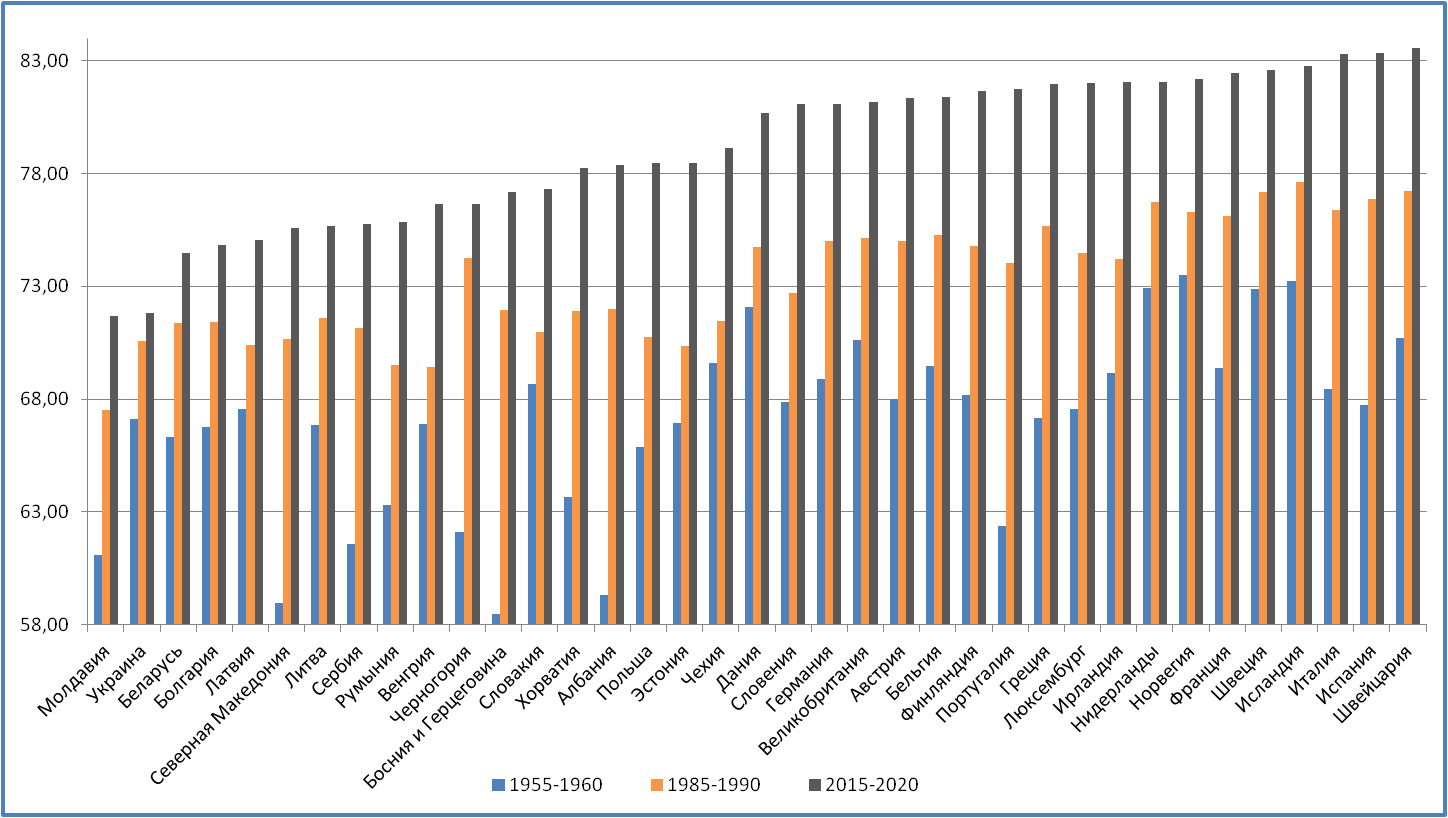 83,00
78,00
73,00
68,00
63,00
58,00
Молдавия
Украина
Беларусь
Болгария
Латвия
Северная Македония
Литва
Сербия
Румыния
Венгрия
Черногория
Босния и Герцеговина
Словакия
Хорватия
Албания
Польша
Эстония
Чехия
Дания
Словения
Германия
Великобритания
Австрия
Бельгия
Финляндия
Португалия
Греция
Люксембург
Ирландия
Нидерланды
Норвегия
Франция
Швеция
Исландия
Италия
Испания
Швейцария
1955-1960
1985-1990
2015-2020